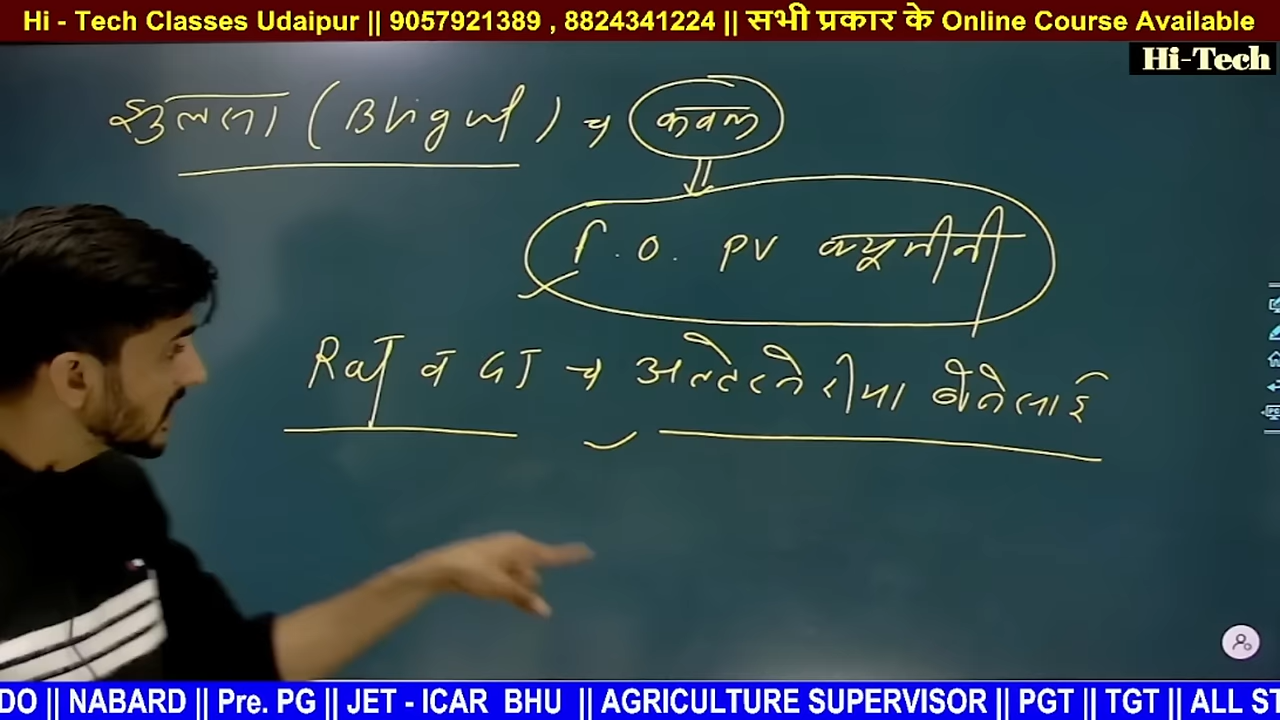 Hi - Tech Classes Udaipur || 9057921389 , 8824341224 || सभी प्रकार के Online Course Available
Hi-Tech
झुलसा (Blight) → कवक
F. O. PV क्यूमीनी
Raj व GJ → अल्टरनेरीया बेनेलाई
DO || NABARD || Pre. PG || JET - ICAR BHU || AGRICULTURE SUPERVISOR || PGT || TGT || ALL ST